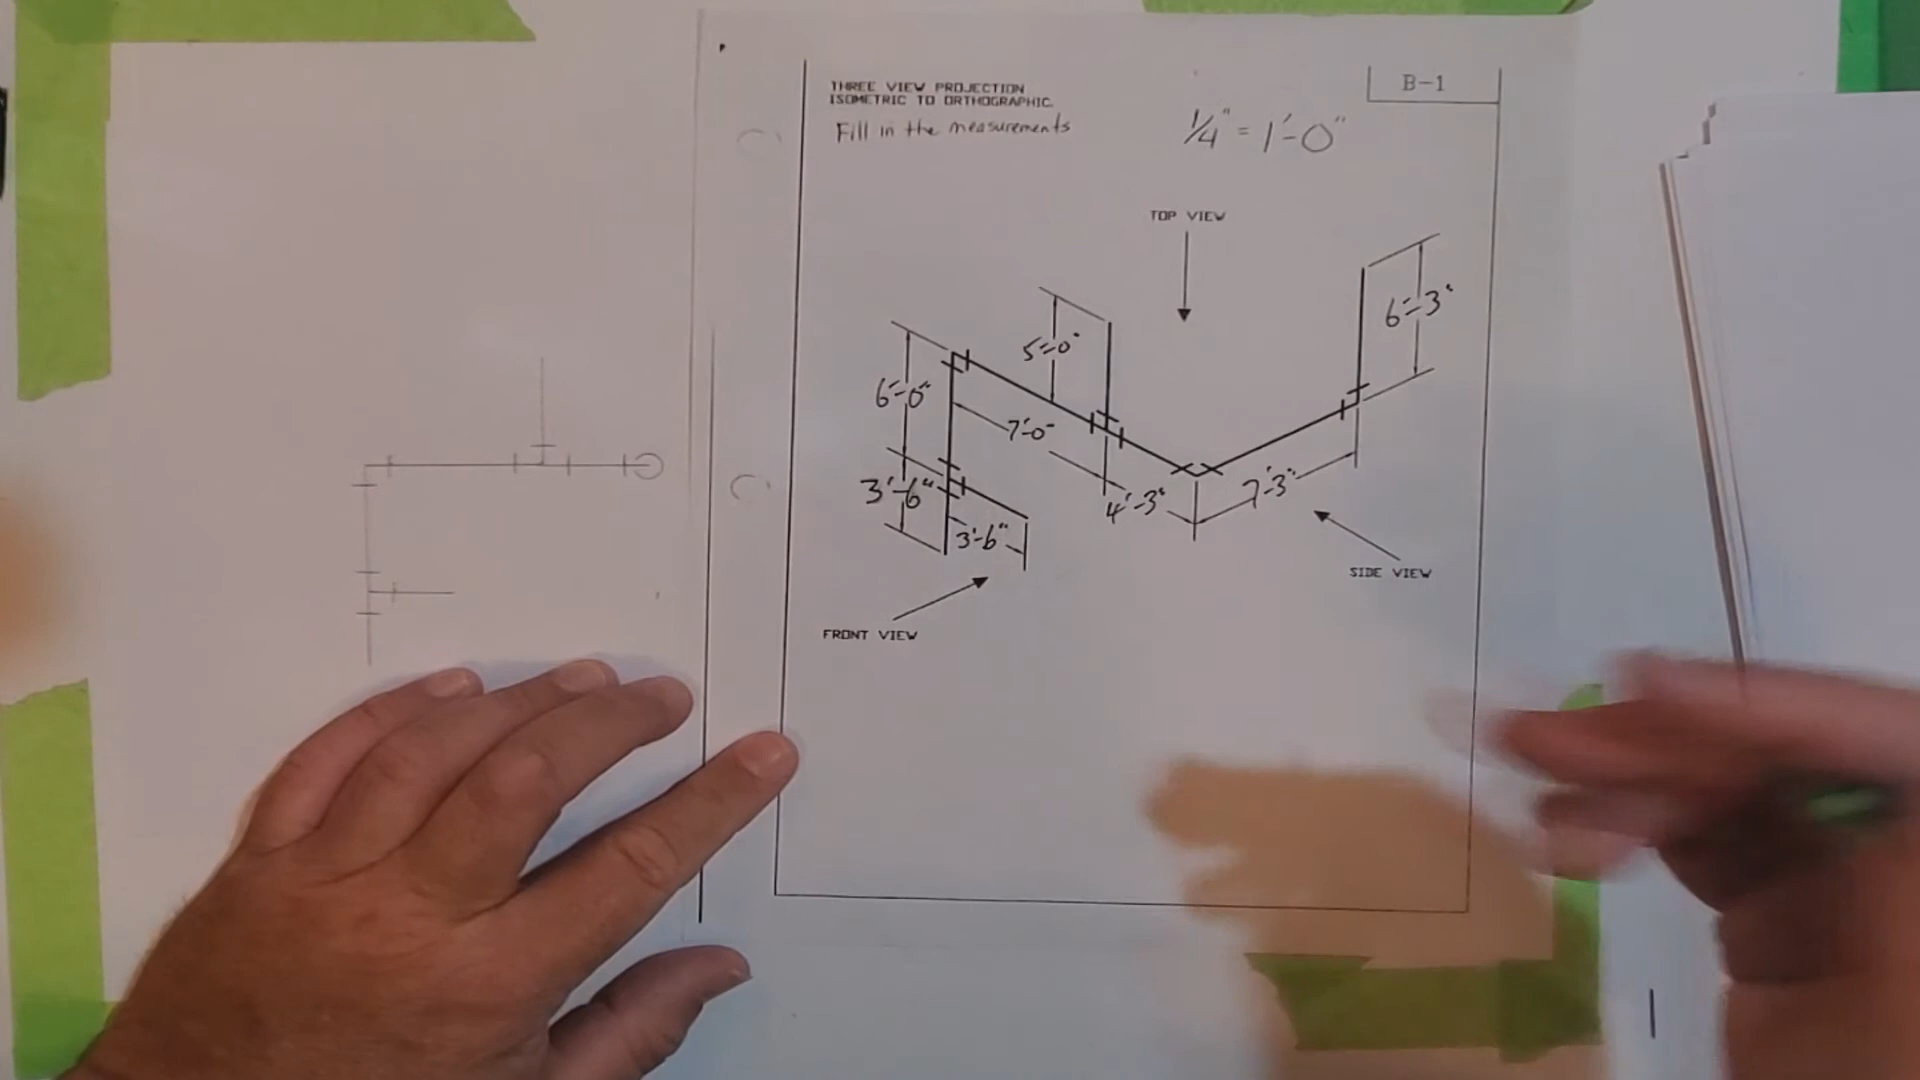 THREE VIEW PROJECTION
ISOMETRIC TO ORTHOGRAPHIC.
Fill in the measurements
1/4" = 1'-0"
B-1
TOP VIEW
6'-3"
5'-0"
6'-0"
7'-0"
3'-6"
4'-3"
7'-3"
3'-6"
SIDE VIEW
FRONT VIEW